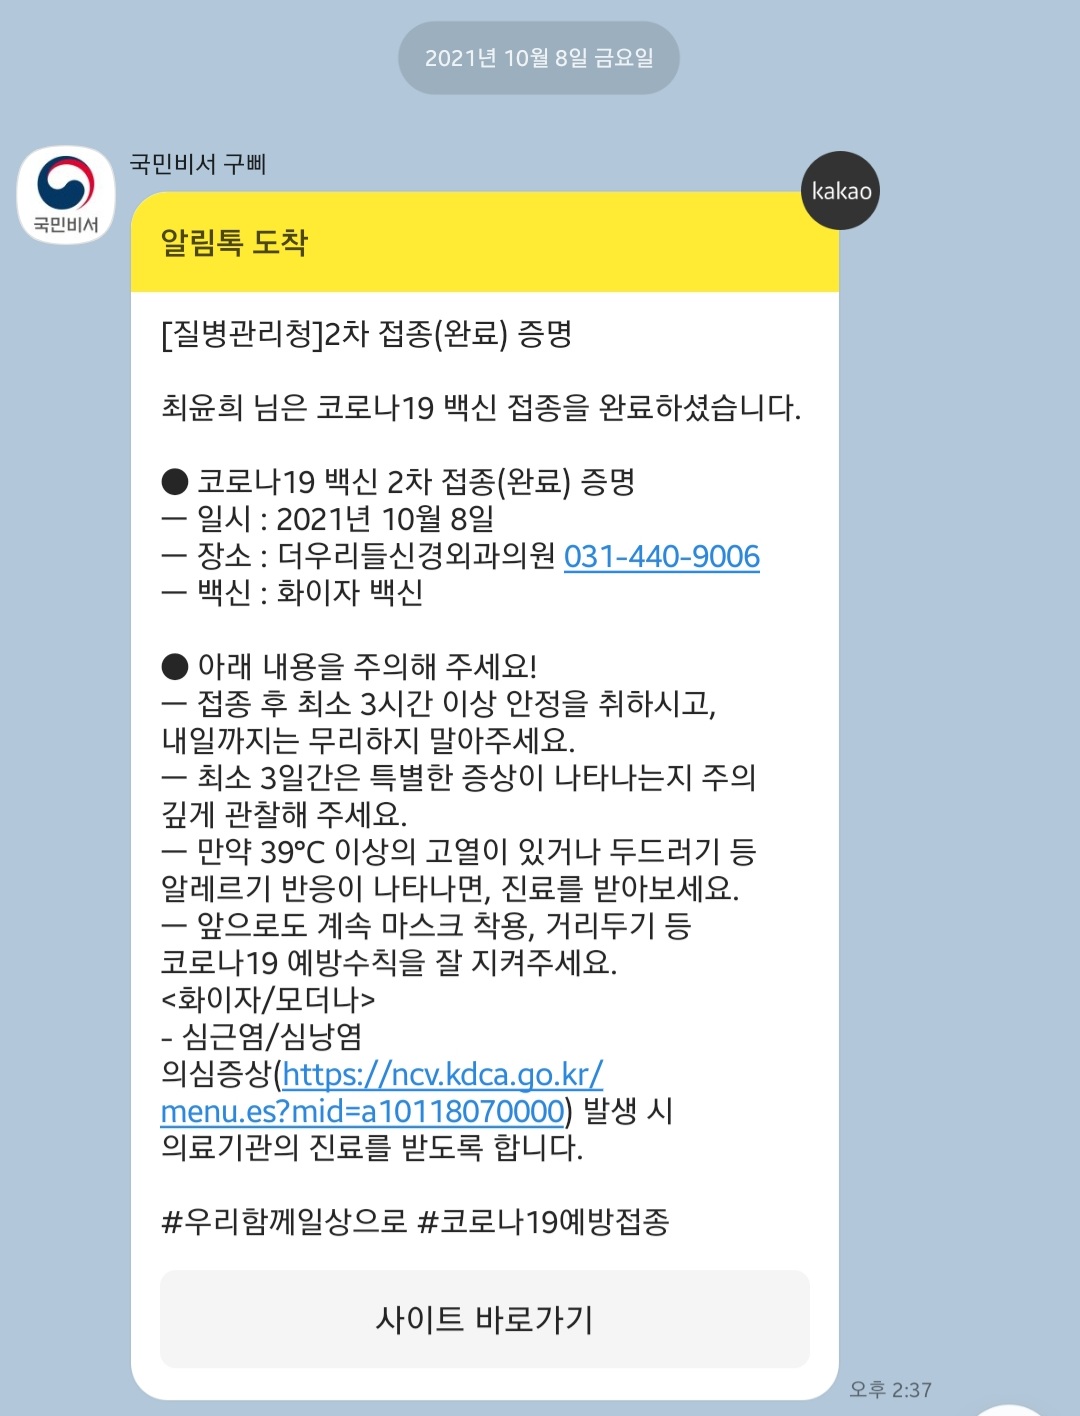 2021년 10월 8일 금요일
국민비서 구삐
국민비서
kakao
알림톡 도착
[질병관리청]2차 접종(완료) 증명
최윤희 님은 코로나19 백신 접종을 완료하셨습니다.
● 코로나19 백신 2차 접종(완료) 증명
ㅡ 일시 : 2021년 10월 8일
ㅡ 장소 : 더우리들신경외과의원 031-440-9006
ㅡ 백신 : 화이자 백신
● 아래 내용을 주의해 주세요!
ㅡ 접종 후 최소 3시간 이상 안정을 취하시고,
내일까지는 무리하지 말아주세요.
ㅡ 최소 3일간은 특별한 증상이 나타나는지 주의
깊게 관찰해 주세요.
ㅡ 만약 39°C 이상의 고열이 있거나 두드러기 등
알레르기 반응이 나타나면, 진료를 받아보세요.
ㅡ 앞으로도 계속 마스크 착용, 거리두기 등
코로나19 예방수칙을 잘 지켜주세요.
<화이자/모더나>
- 심근염/심낭염
의심증상(https://ncv.kdca.go.kr/
menu.es?mid=a10118070000) 발생 시
의료기관의 진료를 받도록 합니다.
#우리함께일상으로 #코로나19예방접종
사이트 바로가기
오후 2:37